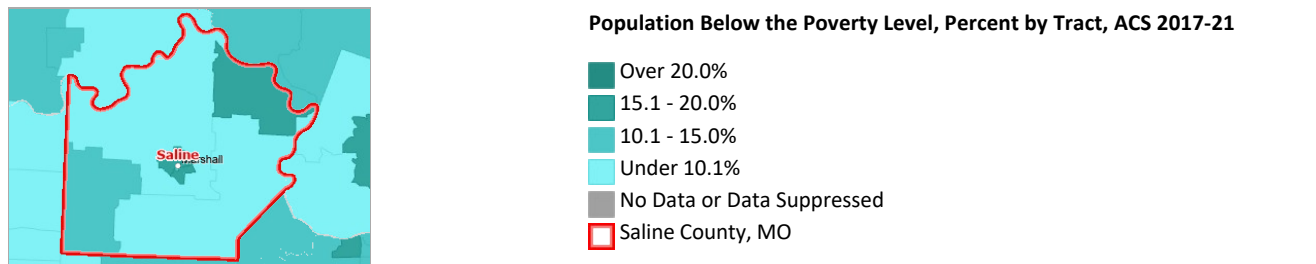 Population Below the Poverty Level, Percent by Tract, ACS 2017-21
Over 20.0%
15.1 - 20.0%
10.1 - 15.0%
Under 10.1%
No Data or Data Suppressed
Saline County, MO
Saline